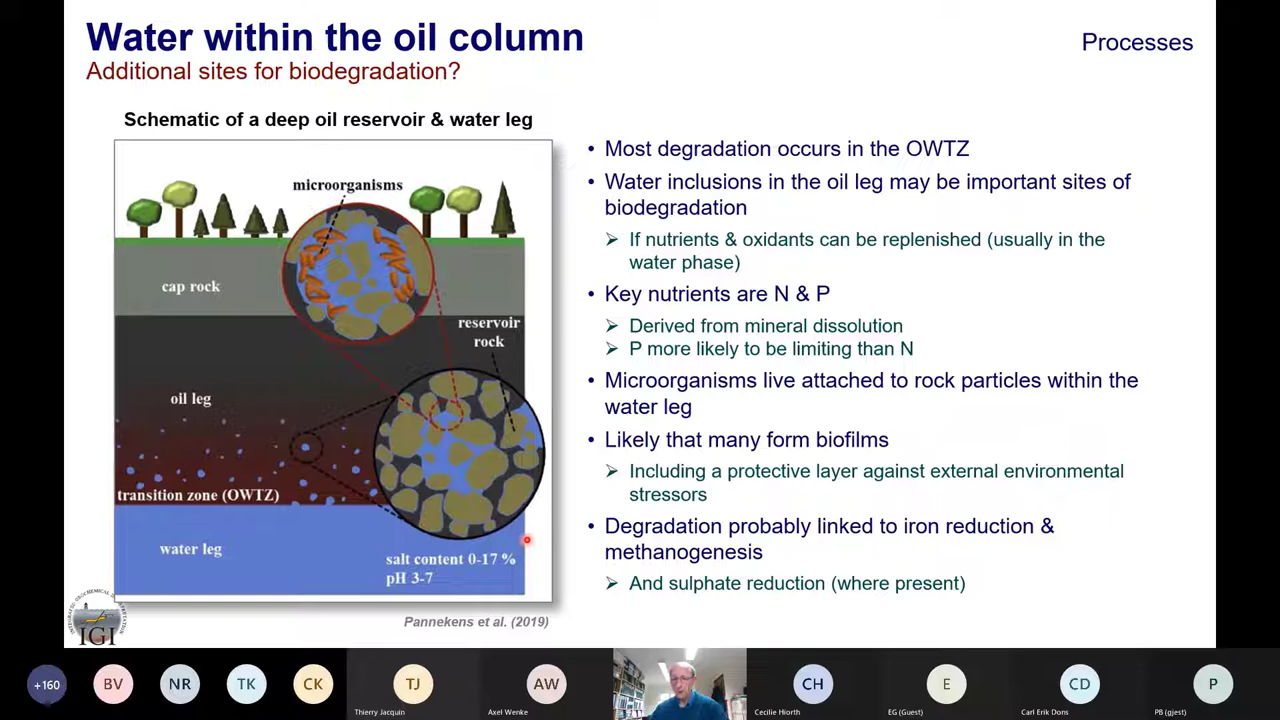 Water within the oil column
Processes
Additional sites for biodegradation?
Schematic of a deep oil reservoir & water leg
microorganisms
cap rock
reservoir
rock
oil leg
transition zone (OWTZ)
water leg
salt content 0-17 %
pH 3-7
Pannekens et al. (2019)
IGI
• Most degradation occurs in the OWTZ
• Water inclusions in the oil leg may be important sites of
biodegradation
➢ If nutrients & oxidants can be replenished (usually in the
water phase)
• Key nutrients are N & P
➢ Derived from mineral dissolution
➢ P more likely to be limiting than N
• Microorganisms live attached to rock particles within the
water leg
• Likely that many form biofilms
➢ Including a protective layer against external environmental
stressors
• Degradation probably linked to iron reduction &
methanogenesis
➢ And sulphate reduction (where present)
+160
BV
NR
TK
CK
TJ
Thierry Jacquin
AW
Axel Wenke
CH
Cecilie Hiorth
E
EG (Guest)
CD
Carl Erik Dons
P
PB (gjest)